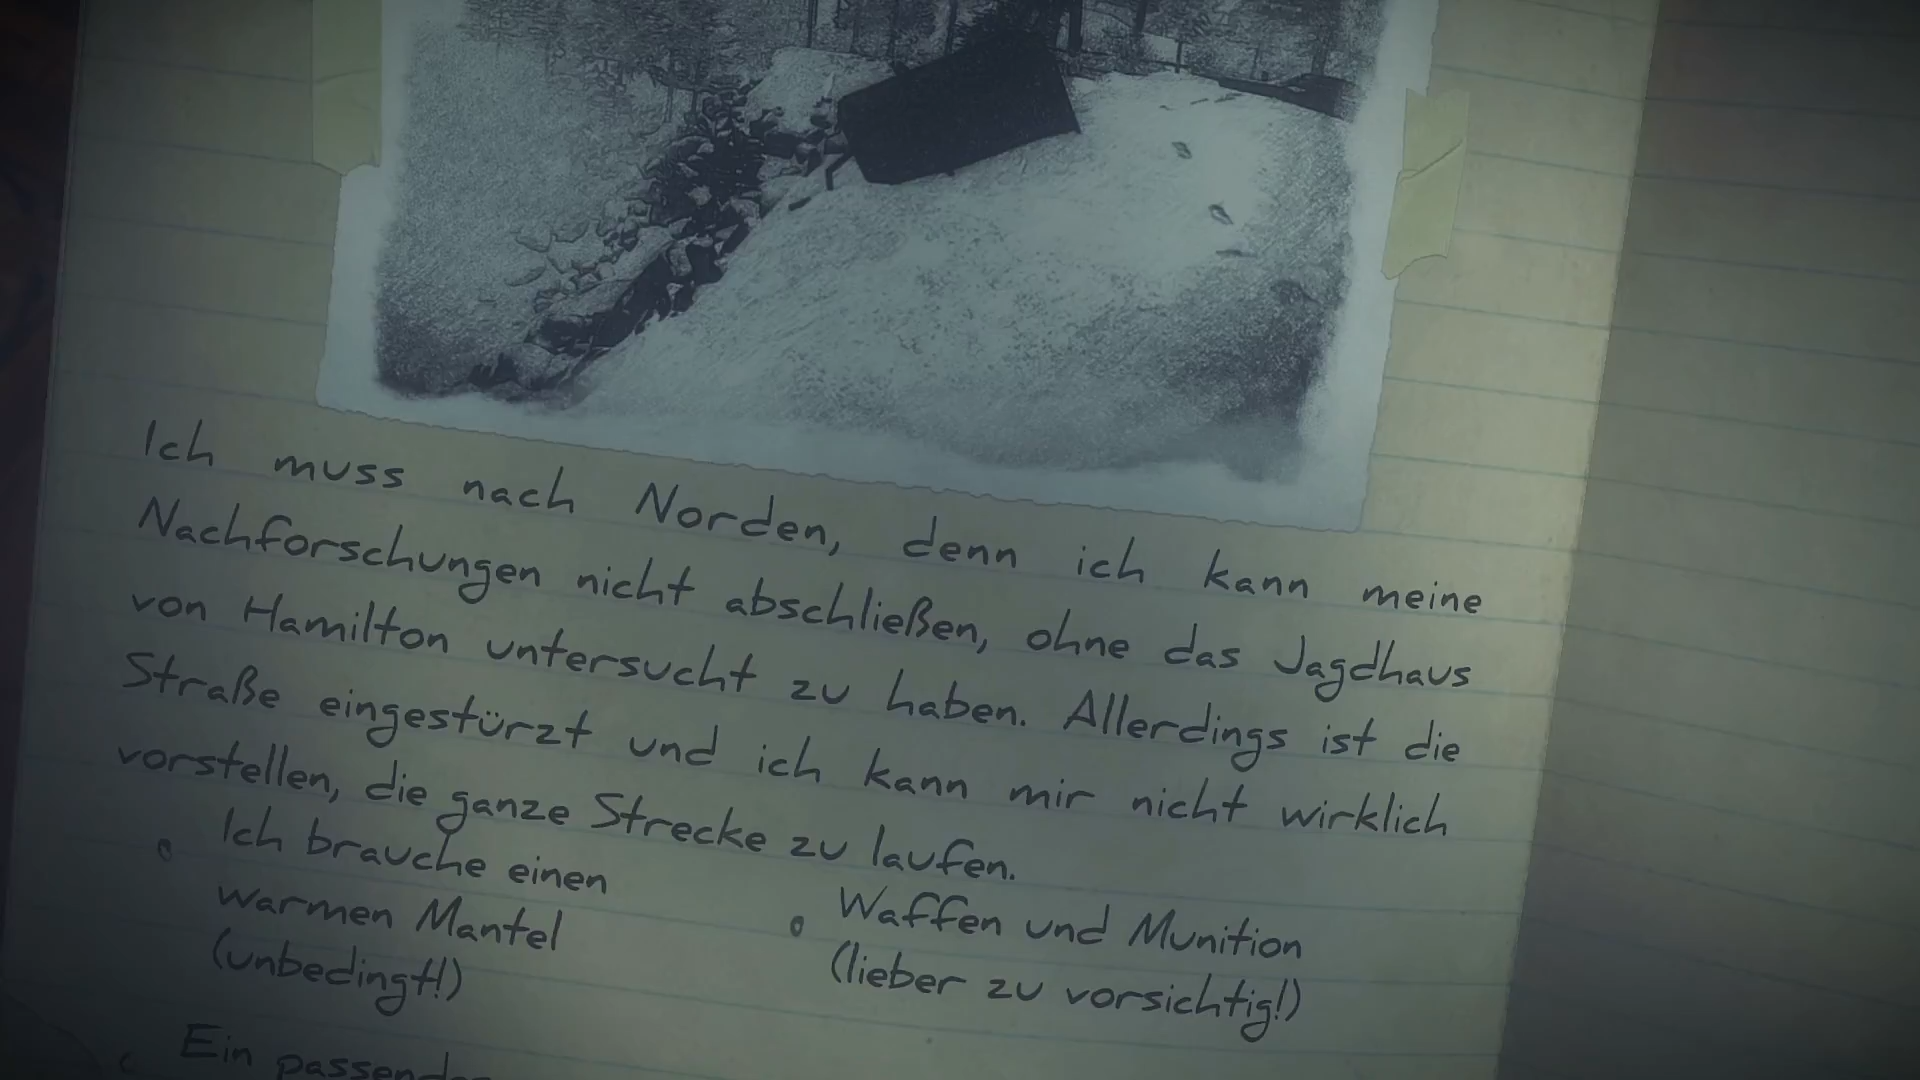 Ich muss nach Norden, denn ich kann meine
Nachforschungen nicht abschließen, ohne das Jagdhaus
von Hamilton untersucht zu haben. Allerdings ist die
Straße eingestürzt und ich kann mir nicht wirklich
vorstellen, die ganze Strecke zu laufen.
Ich brauche einen
warmen Mantel
(unbedingt!)
Waffen und Munition
(lieber zu vorsichtig!)
Ein